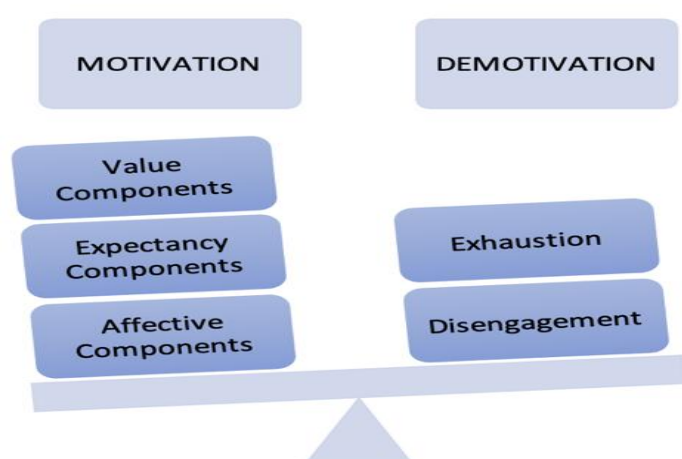 MOTIVATION
DEMOTIVATION
Value
Components
Expectancy
Components
Affective
Components
Exhaustion
Disengagement